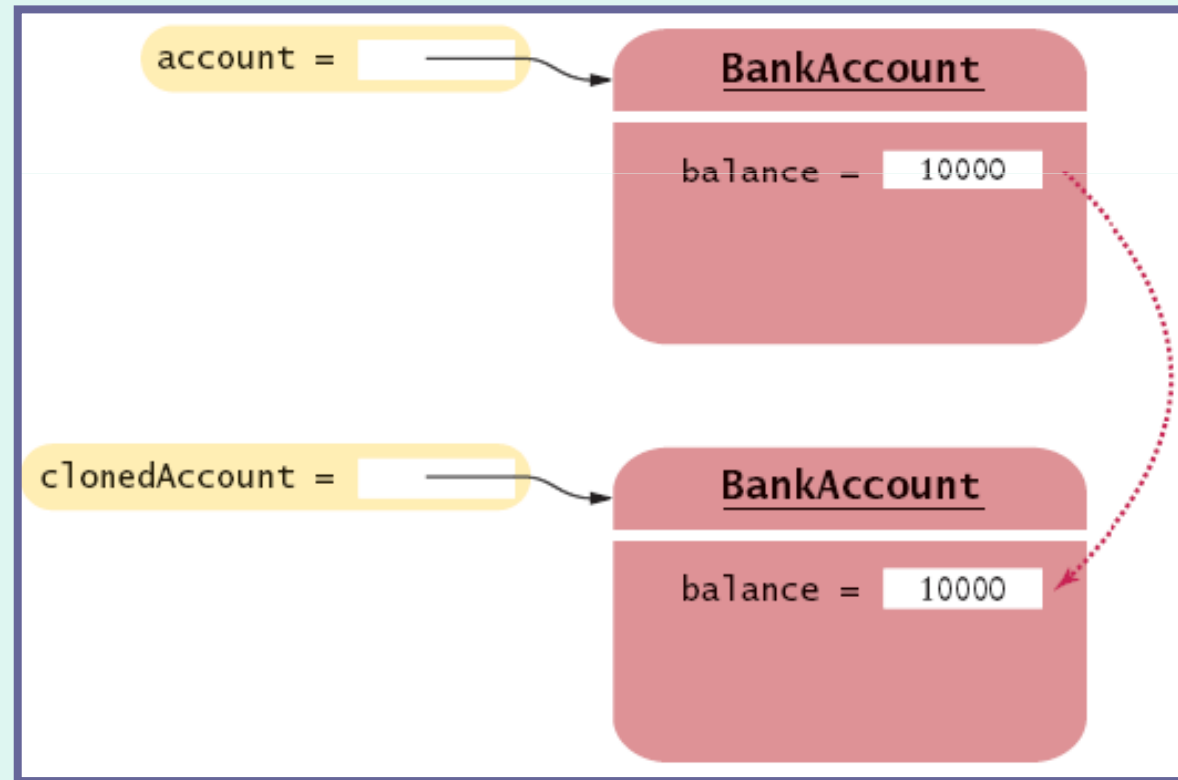 account =
BankAccount
balance = 10000
clonedAccount =
BankAccount
balance = 10000